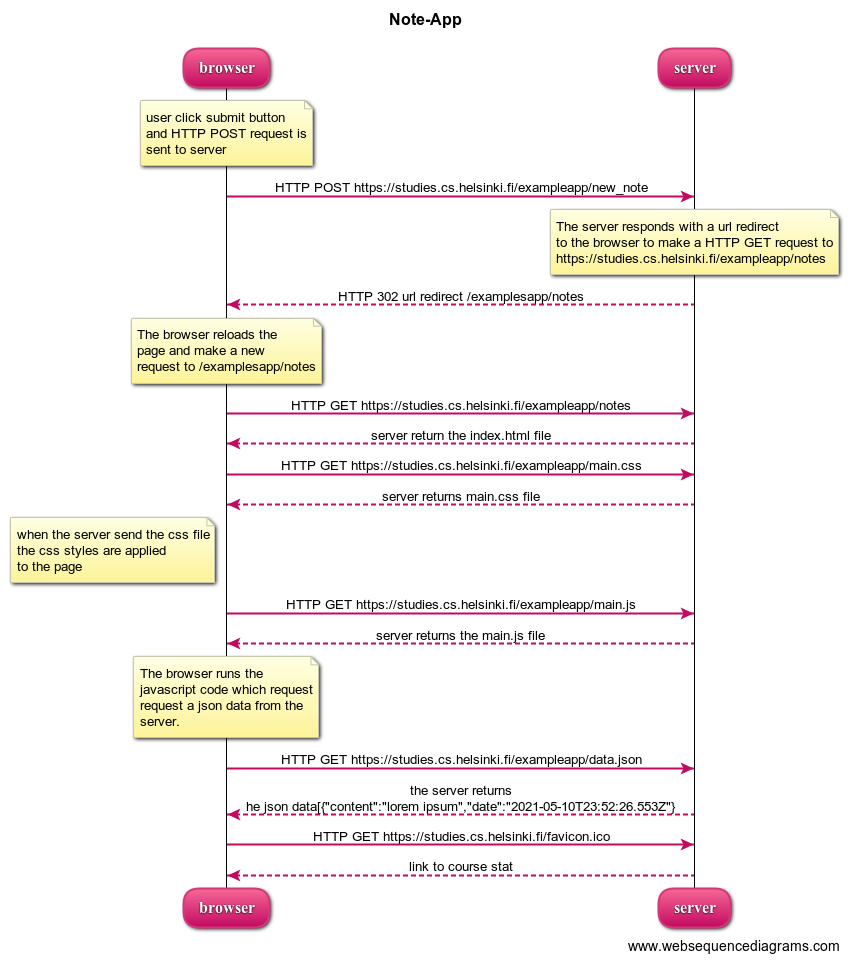 Note-App
browser
server
user click submit button
and HTTP POST request is
sent to server
HTTP POST https://studies.cs.helsinki.fi/exampleapp/new_note
The server responds with a url redirect
to the browser to make a HTTP GET request to
https://studies.cs.helsinki.fi/exampleapp/notes
HTTP 302 url redirect /examplesapp/notes
The browser reloads the
page and make a new
request to /examplesapp/notes
HTTP GET https://studies.cs.helsinki.fi/exampleapp/notes
server return the index.html file
HTTP GET https://studies.cs.helsinki.fi/exampleapp/main.css
server returns main.css file
when the server send the css file
the css styles are applied
to the page
HTTP GET https://studies.cs.helsinki.fi/exampleapp/main.js
server returns the main.js file
The browser runs the
javascript code which request
request a json data from the
server.
HTTP GET https://studies.cs.helsinki.fi/exampleapp/data.json
the server returns
he json data[{"content":"lorem ipsum","date":"2021-05-10T23:52:26.553Z"}
HTTP GET https://studies.cs.helsinki.fi/favicon.ico
link to course stat
browser
server
www.websequencediagrams.com